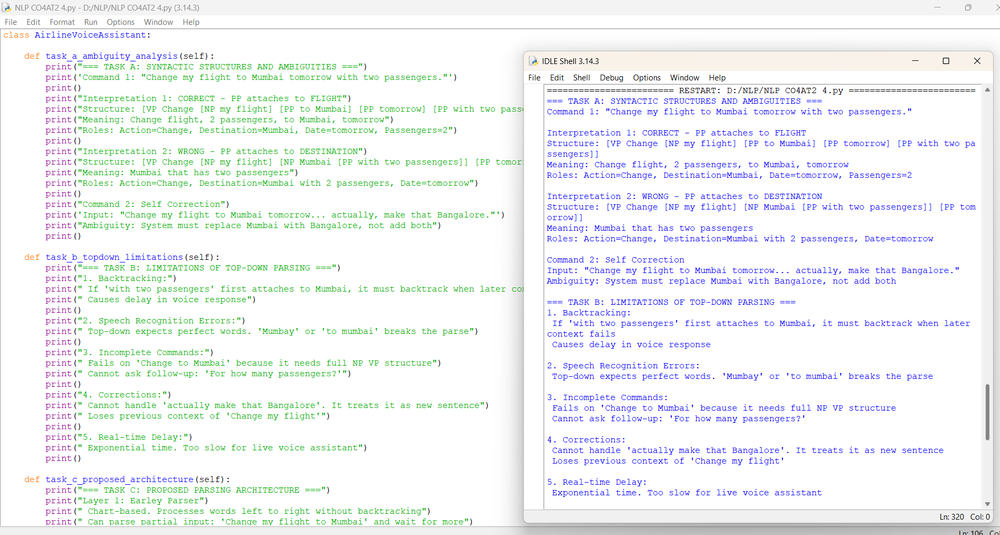 NLP CO4AT2 4.py - D:/NLP/NLP CO4AT2 4.py (3.14.3)
File Edit Format Run Options Window Help
class AirlineVoiceAssistant:
def task_a_ambiguity_analysis(self):
print("=== TASK A: SYNTACTIC STRUCTURES AND AMBIGUITIES ===")
print('Command 1: "Change my flight to Mumbai tomorrow with two passengers."')
print()
print("Interpretation 1: CORRECT - PP attaches to FLIGHT")
print("Structure: [VP Change [NP my flight] [PP to Mumbai] [PP tomorrow] [PP with two
print("Meaning: Change flight, 2 passengers, to Mumbai, tomorrow")
print("Roles: Action=Change, Destination=Mumbai, Date=tomorrow, Passengers=2")
print()
print("Interpretation 2: WRONG - PP attaches to DESTINATION")
print("Structure: [VP Change [NP my flight] [NP Mumbai [PP with two passengers]] [PP
print("Meaning: Mumbai that has two passengers")
print("Roles: Action=Change, Destination=Mumbai with 2 passengers, Date=tomorrow")
print()
print("Command 2: Self Correction")
print('Input: "Change my flight to Mumbai tomorrow... actually, make that Bangalore."')
print("Ambiguity: System must replace Mumbai with Bangalore, not add both")
print()
def task_b_topdown_limitations(self):
print("=== TASK B: LIMITATIONS OF TOP-DOWN PARSING ===")
print("1. Backtracking:")
print(" If 'with two passengers' first attaches to Mumbai, it must backtrack when later
print(" Causes delay in voice response")
print()
print("2. Speech Recognition Errors:")
print(" Top-down expects perfect words. 'Mumbay' or 'to mumbai' breaks the parse")
print()
print("3. Incomplete Commands:")
print(" Fails on 'Change to Mumbai' because it needs full NP VP structure")
print(" Cannot ask follow-up: 'For how many passengers?'")
print()
print("4. Corrections:")
print(" Cannot handle 'actually make that Bangalore'. It treats it as new sentence")
print(" Loses previous context of 'Change my flight'")
print()
print("5. Real-time Delay:")
print(" Exponential time. Too slow for live voice assistant")
print()
def task_c_proposed_architecture(self):
print("=== TASK C: PROPOSED PARSING ARCHITECTURE ===")
print("Layer 1: Earley Parser")
print(" Chart-based. Processes words left to right without backtracking")
print(" Can parse partial input: 'Change my flight to Mumbai' and wait for more")
Ln: 106
IDLE Shell 3.14.3
File Edit Shell Debug Options Window Help
======================== RESTART: D:/NLP/NLP CO4AT2 4.py ========================
=== TASK A: SYNTACTIC STRUCTURES AND AMBIGUITIES ===
Command 1: "Change my flight to Mumbai tomorrow with two passengers."
Interpretation 1: CORRECT - PP attaches to FLIGHT
Structure: [VP Change [NP my flight] [PP to Mumbai] [PP tomorrow] [PP with two pa
ssengers]]
Meaning: Change flight, 2 passengers, to Mumbai, tomorrow
Roles: Action=Change, Destination=Mumbai, Date=tomorrow, Passengers=2
Interpretation 2: WRONG - PP attaches to DESTINATION
Structure: [VP Change [NP my flight] [NP Mumbai [PP with two passengers]] [PP tom
orrow]]
Meaning: Mumbai that has two passengers
Roles: Action=Change, Destination=Mumbai with 2 passengers, Date=tomorrow
Command 2: Self Correction
Input: "Change my flight to Mumbai tomorrow... actually, make that Bangalore."
Ambiguity: System must replace Mumbai with Bangalore, not add both
=== TASK B: LIMITATIONS OF TOP-DOWN PARSING ===
1. Backtracking:
If 'with two passengers' first attaches to Mumbai, it must backtrack when later
context fails
Causes delay in voice response
2. Speech Recognition Errors:
Top-down expects perfect words. 'Mumbay' or 'to mumbai' breaks the parse
3. Incomplete Commands:
Fails on 'Change to Mumbai' because it needs full NP VP structure
Cannot ask follow-up: 'For how many passengers?'
4. Corrections:
Cannot handle 'actually make that Bangalore'. It treats it as new sentence
Loses previous context of 'Change my flight'
5. Real-time Delay:
Exponential time. Too slow for live voice assistant
Ln: 320 Col: 0